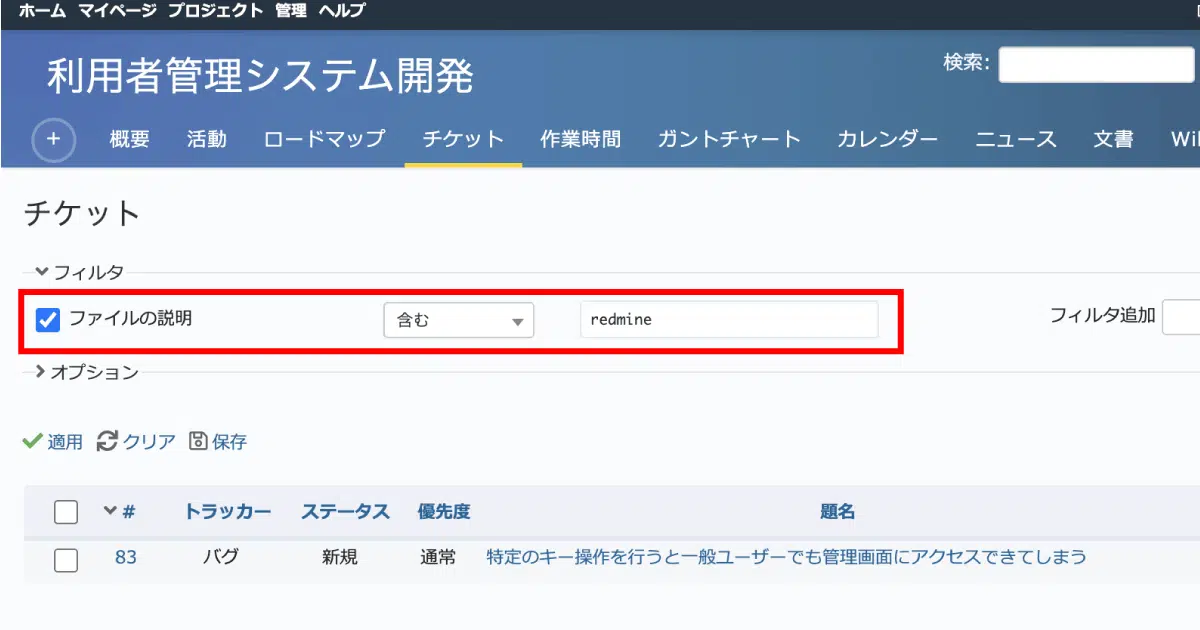 ホーム マイページ プロジェクト 管理 ヘルプ
利用者管理システム開発
検索:
+ 概要 活動 ロードマップ チケット 作業時間 ガントチャート カレンダー ニュース 文書
チケット
フィルタ
ファイルの説明 含む redmine フィルタ追加
オプション
適用 クリア 保存
# トラッカー ステータス 優先度 題名
83 バグ 新規 通常 特定のキー操作を行うと一般ユーザーでも管理画面にアクセスできてしまう